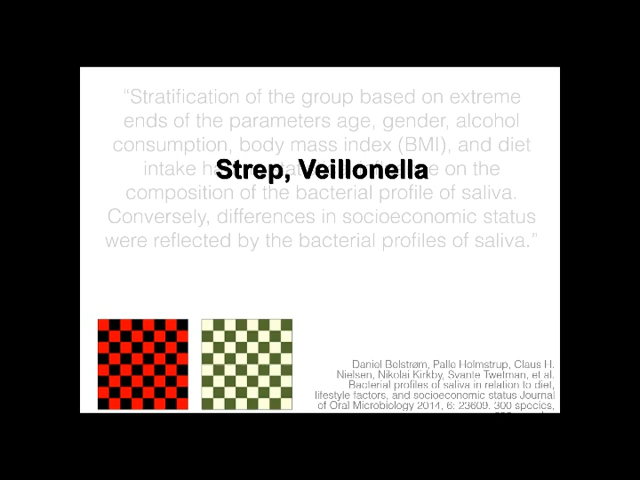 “Stratification of the group based on extreme
ends of the parameters age, gender, alcohol
consumption, body mass index (BMI), and diet
intake on the
Strep, Veillonella
composition of the bacterial profile of saliva.
Conversely, differences in socioeconomic status
were reflected by the bacterial profiles of saliva.”
Daniel Belstrøm, Palle Holmstrup, Claus H.
Nielsen, Nikolai Kirkby, Svante Twetman, et al.
Bacterial profiles of saliva in relation to diet,
lifestyle factors, and socioeconomic status Journal
of Oral Microbiology 2014, 6: 23609. 300 species,